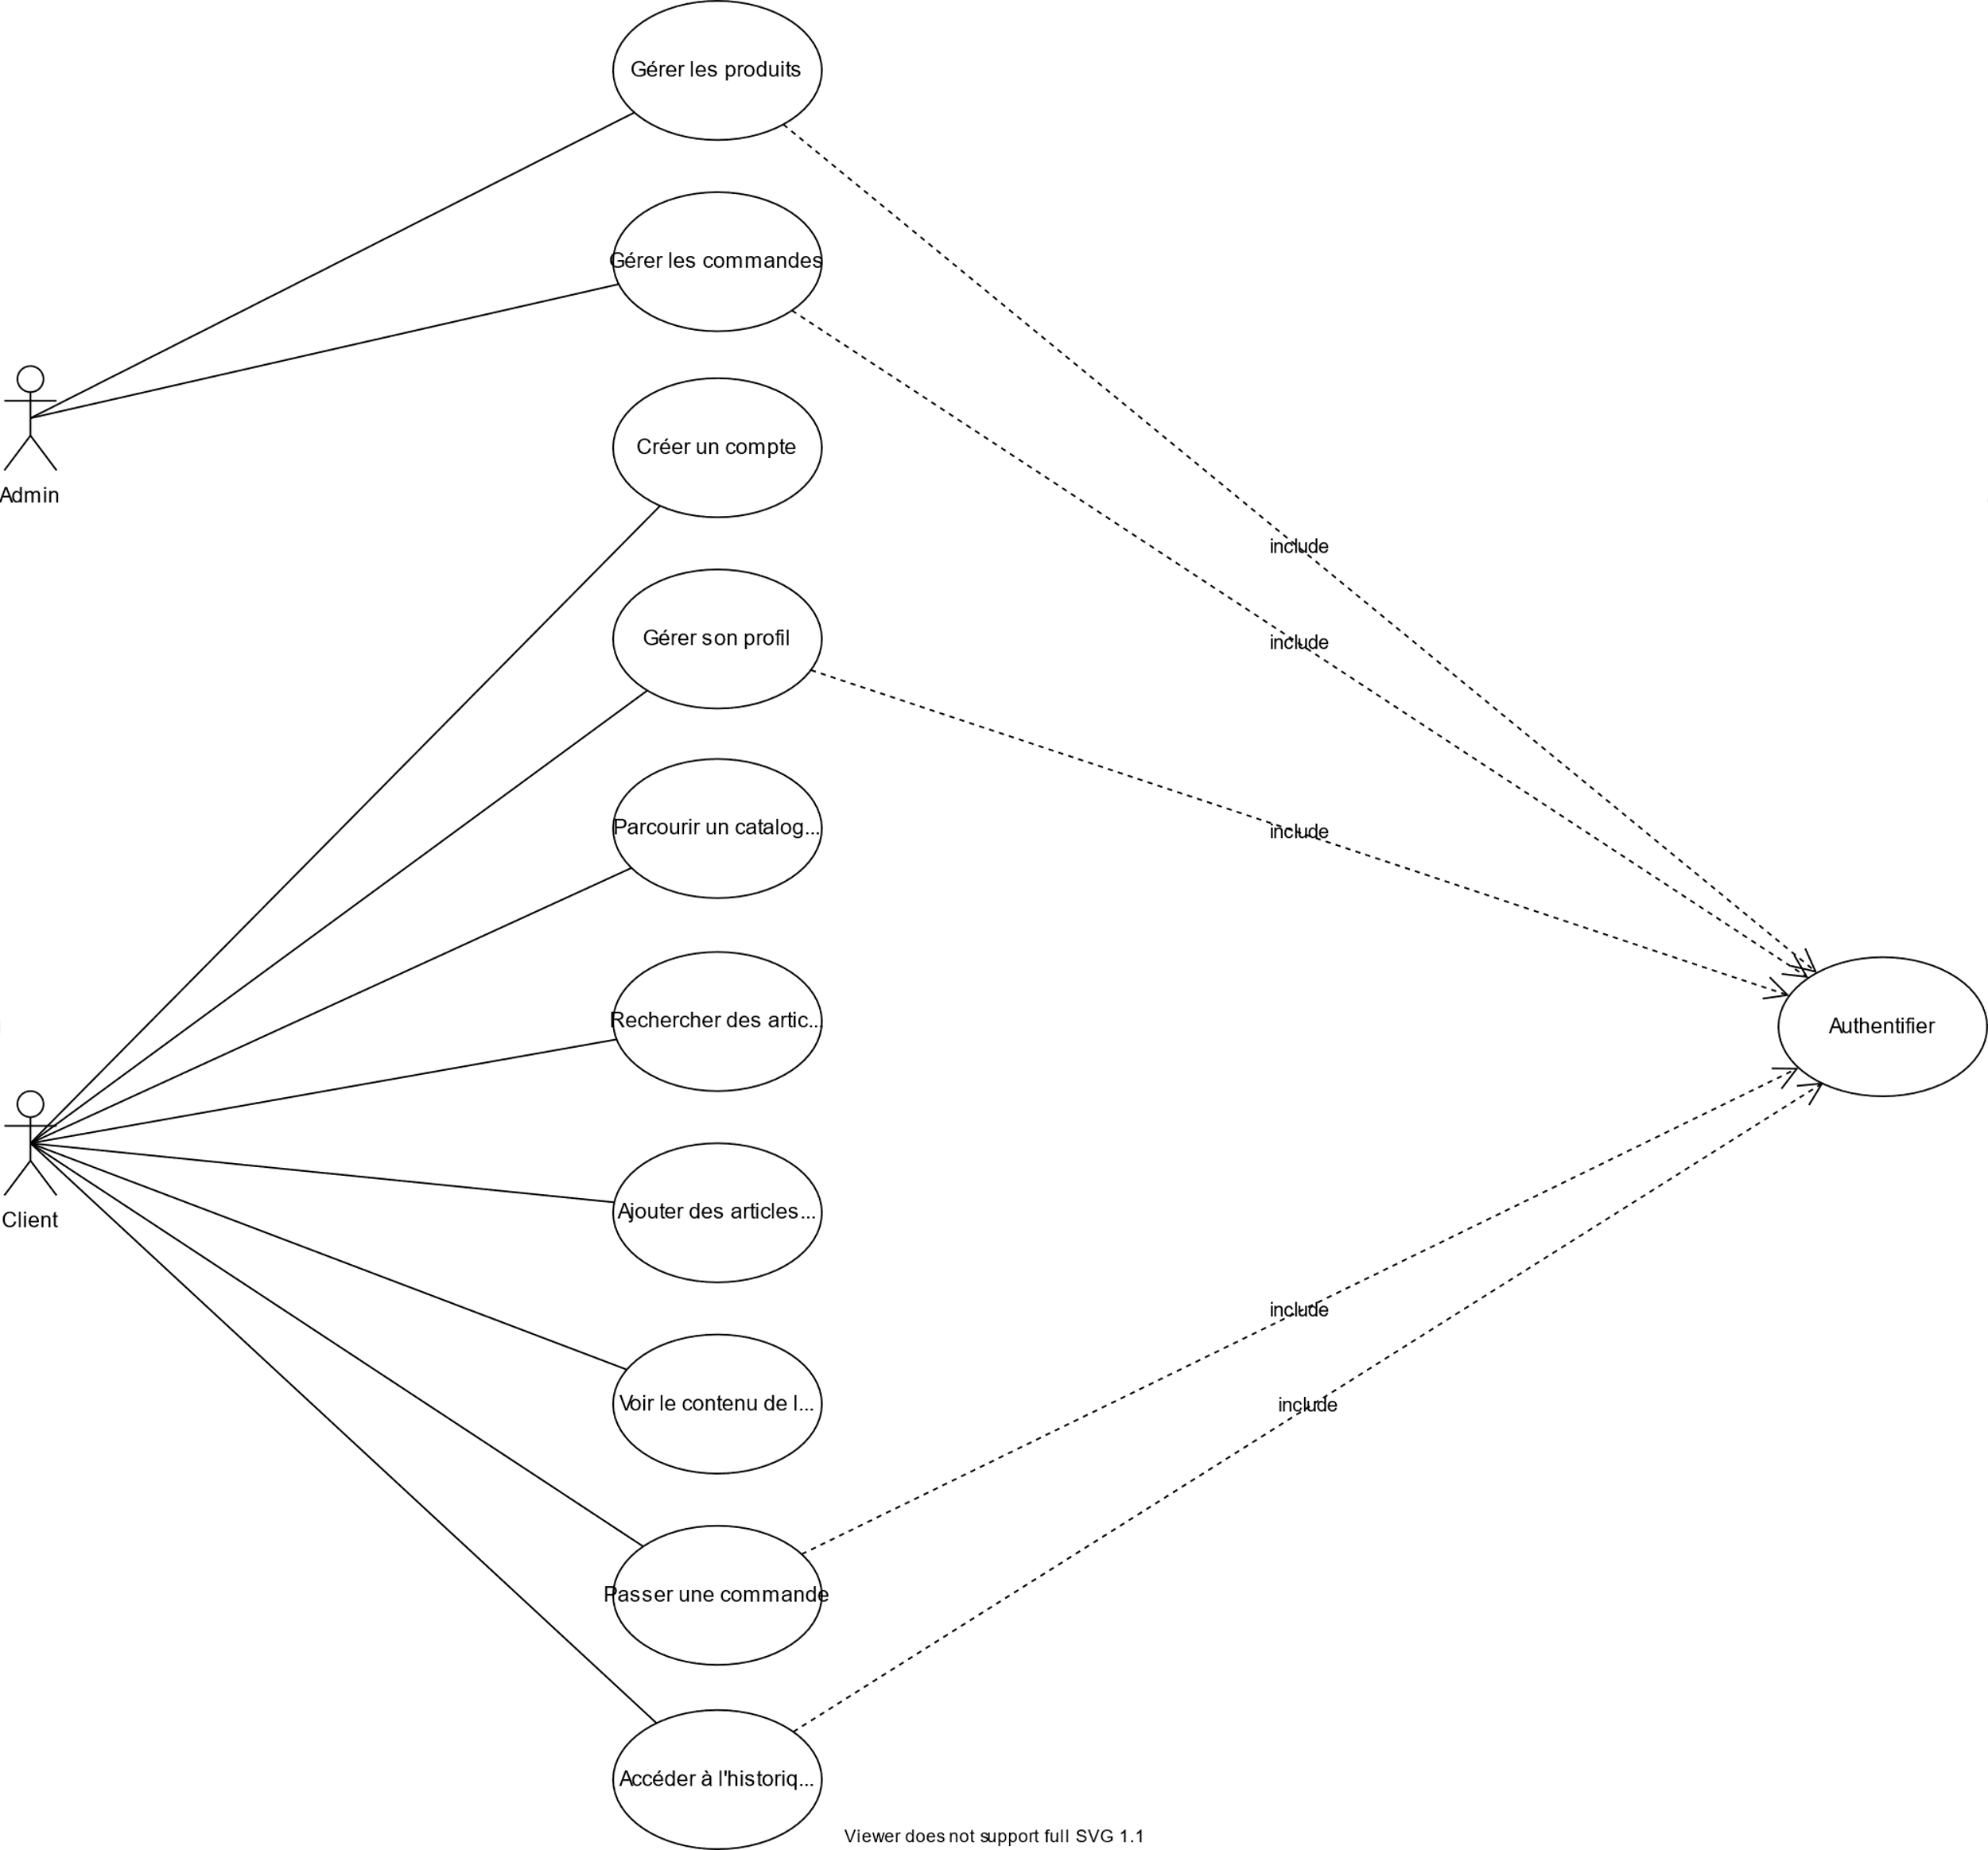 Gérer les produits
Gérer les commandes
Créer un compte
Admin
include
Gérer son profil
include
Parcourir un catalog...
include
Rechercher des artic...
Authentifier
Client
Ajouter des articles...
include
Voir le contenu de l...
include
Passer une commande
Accéder à l'historiq...
Viewer does not support full SVG 1.1